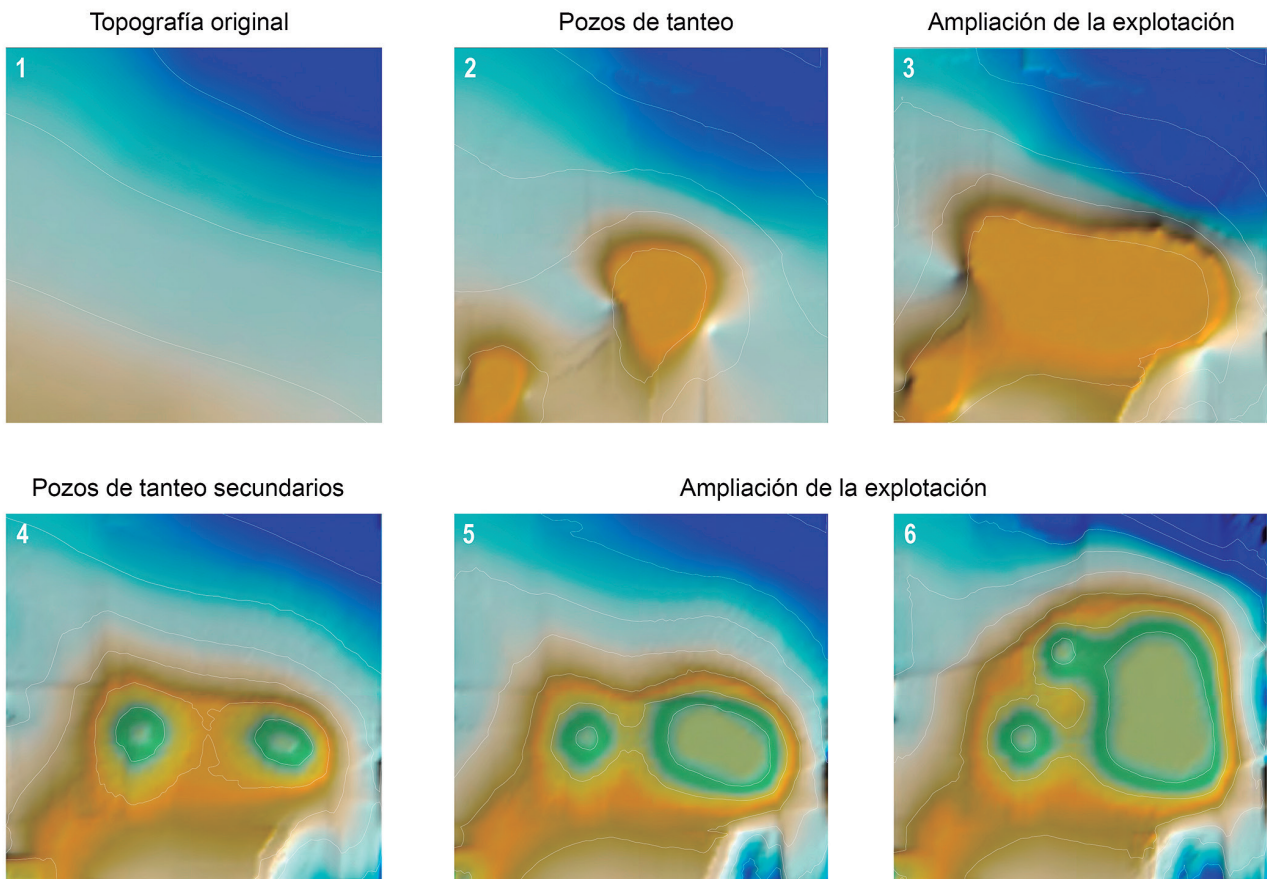 Topografía original
Pozos de tanteo
Ampliación de la explotación
1
2
3
Pozos de tanteo secundarios
Ampliación de la explotación
4
5
6